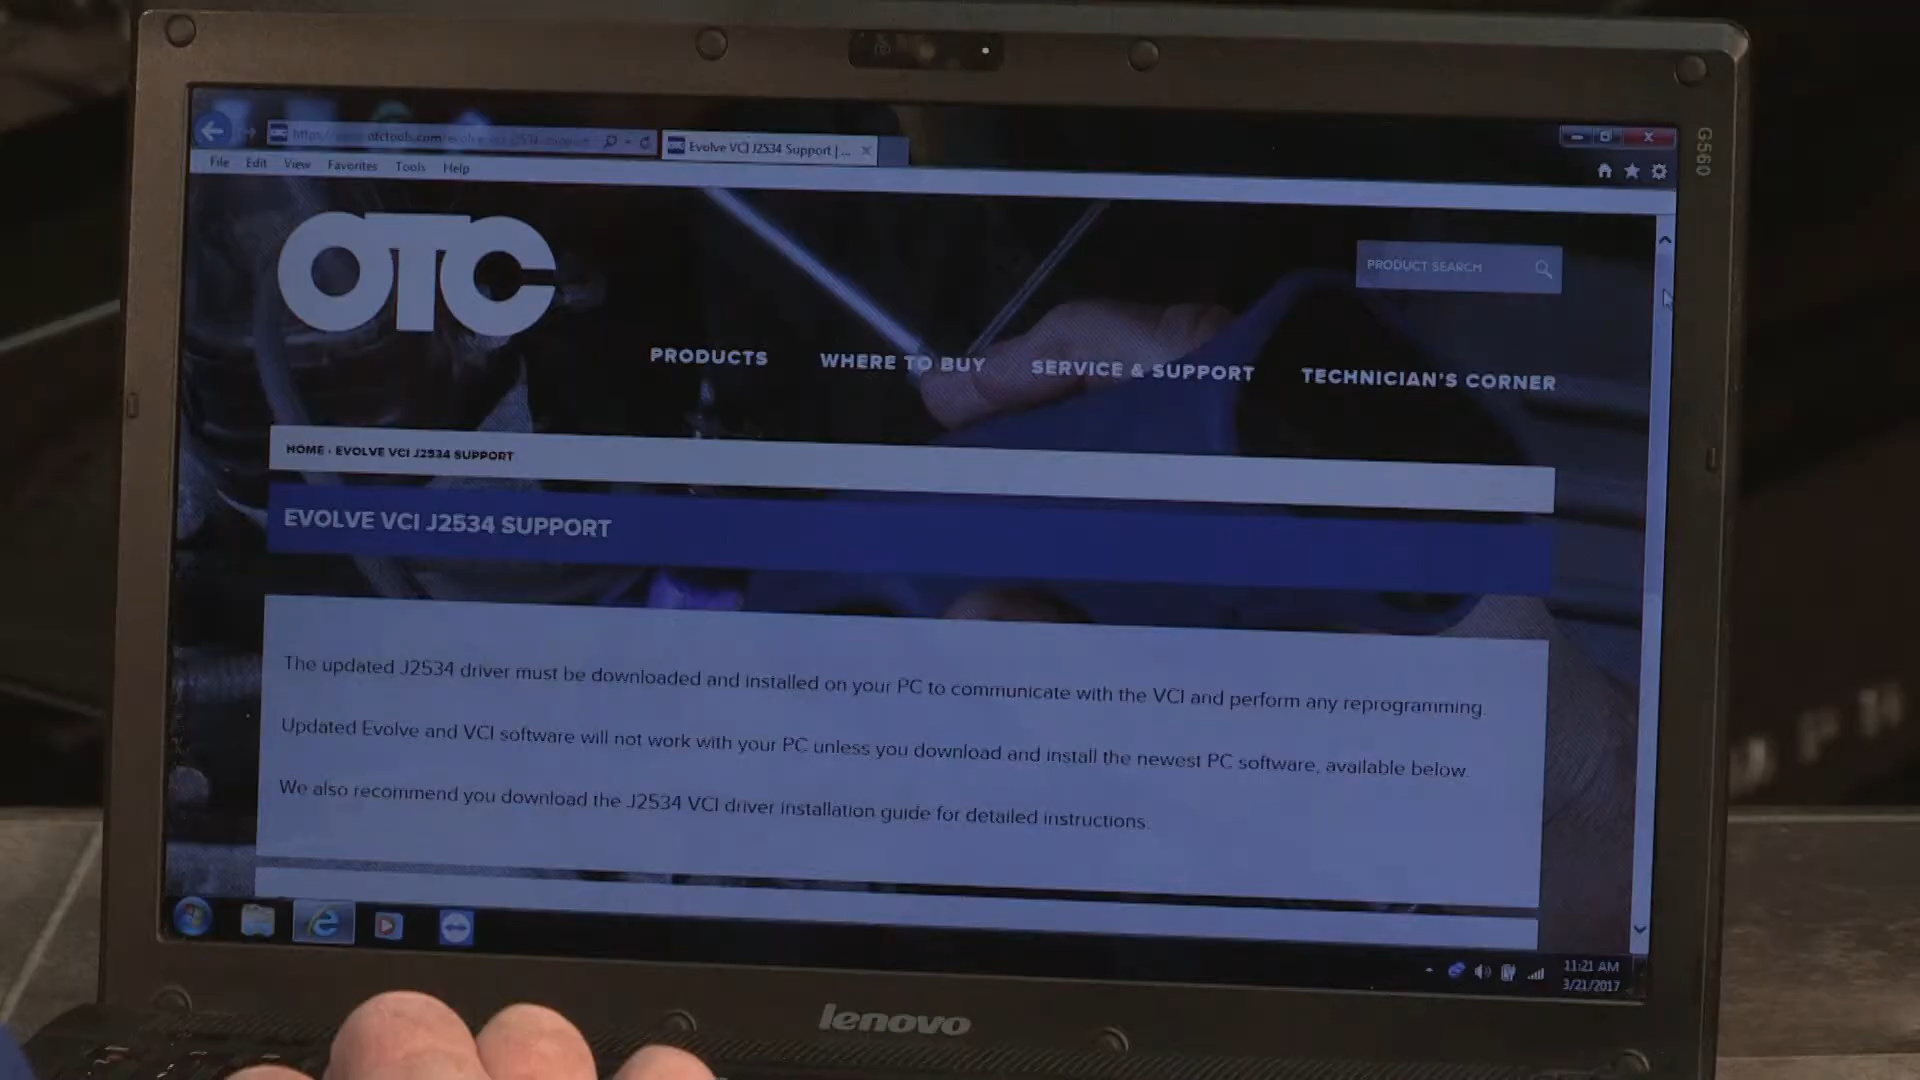 G560
otctools.com
Evolve VCI J2534 Support | ...
File Edit View Favorites Tools Help
OTC
PRODUCT SEARCH
PRODUCTS WHERE TO BUY SERVICE & SUPPORT TECHNICIAN'S CORNER
HOME › EVOLVE VCI J2534 SUPPORT
EVOLVE VCI J2534 SUPPORT
The updated J2534 driver must be downloaded and installed on your PC to communicate with the VCI and perform any reprogramming.
Updated Evolve and VCI software will not work with your PC unless you download and install the newest PC software, available below.
We also recommend you download the J2534 VCI driver installation guide for detailed instructions.
11:21 AM
3/21/2017
lenovo